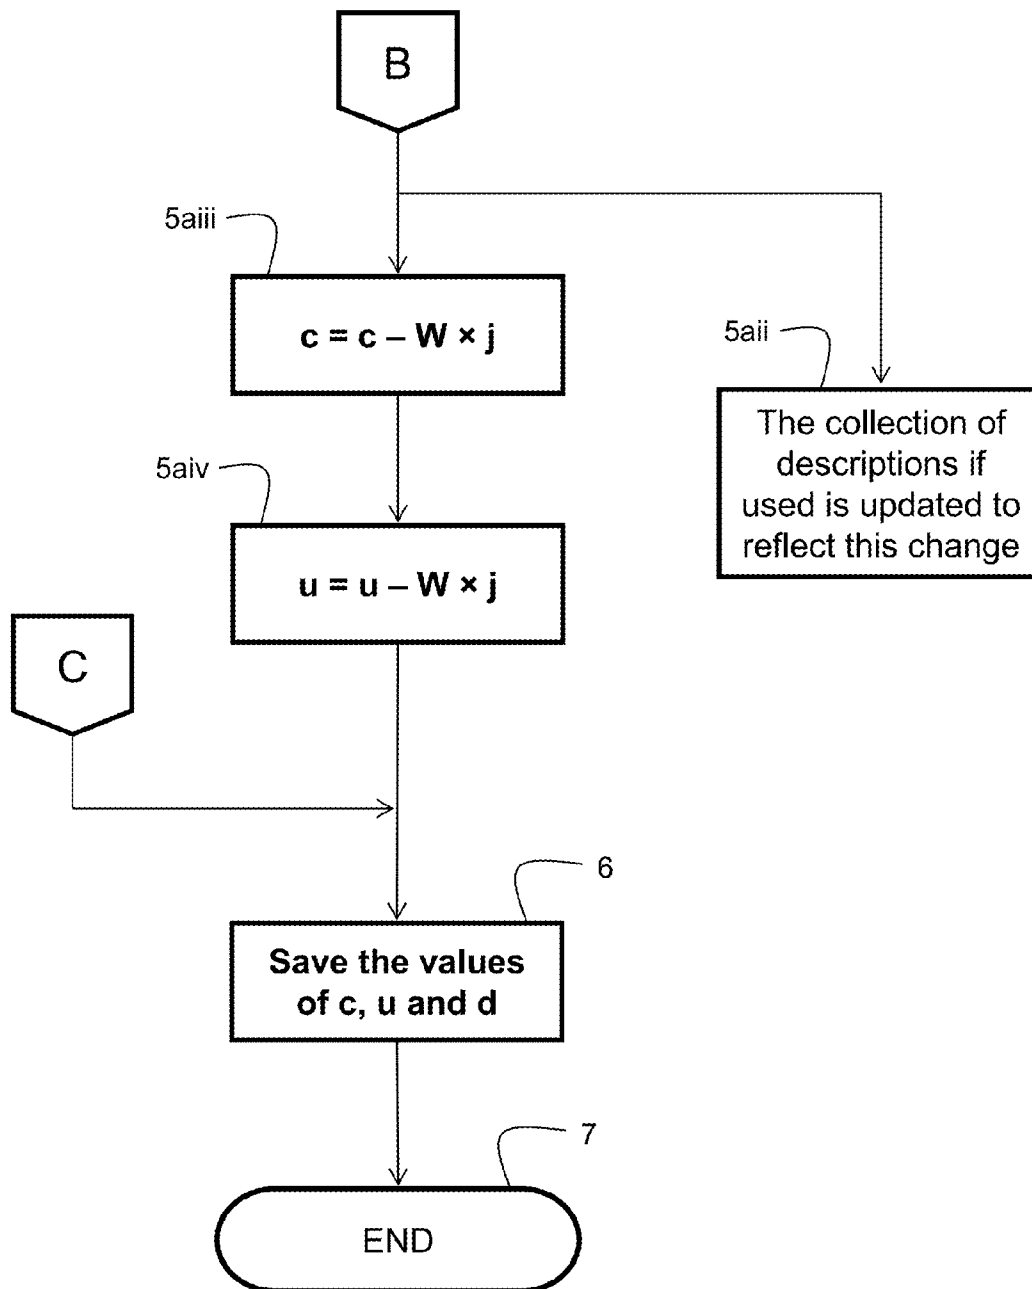 B
5aiii
c = c – W × j
5aii
The collection of
descriptions if
used is updated to
reflect this change
5aiv
u = u – W × j
C
6
Save the values
of c, u and d
7
END